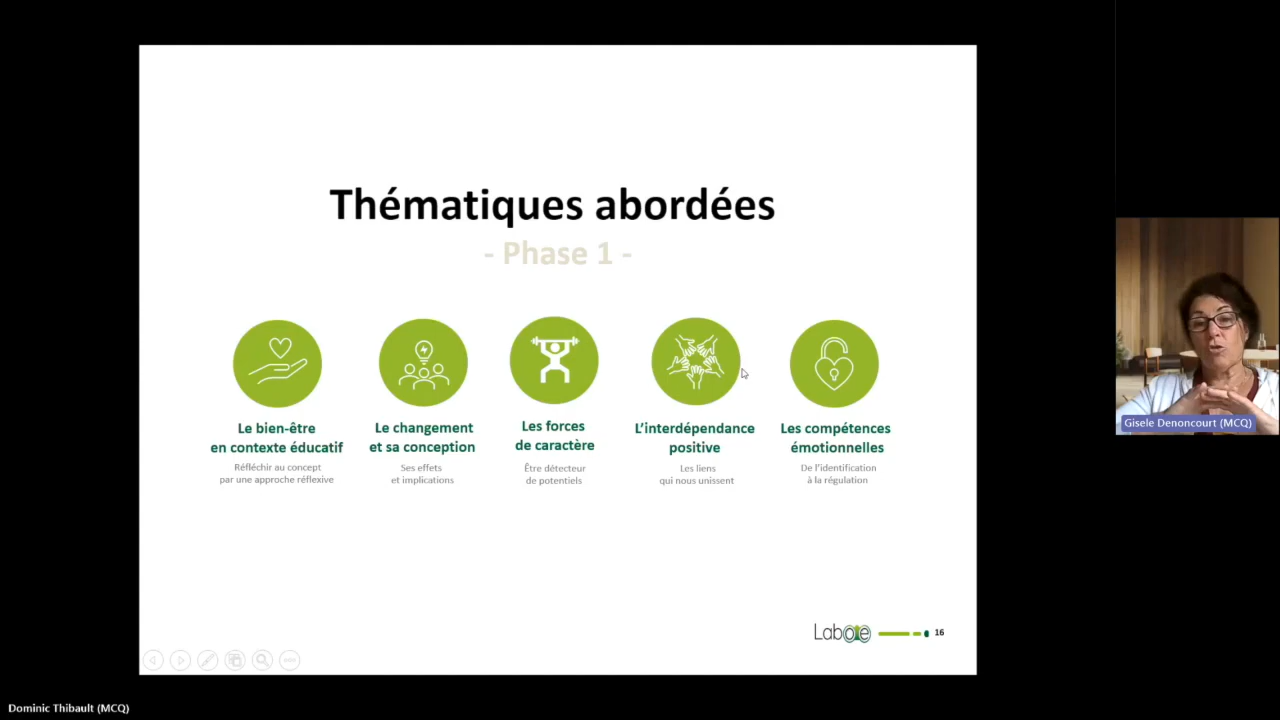 Thématiques abordées
- Phase 1 -
Le bien-être
en contexte éducatif
Réfléchir au concept
par une approche réflexive
Le changement
et sa conception
Ses effets
et implications
Les forces
de caractère
Être détecteur
de potentiels
L'interdépendance
positive
Les liens
qui nous unissent
Les compétences
émotionnelles
De l'identification
à la régulation
Gisele Denoncourt (MCQ)
Laboie
16
Dominic Thibault (MCQ)